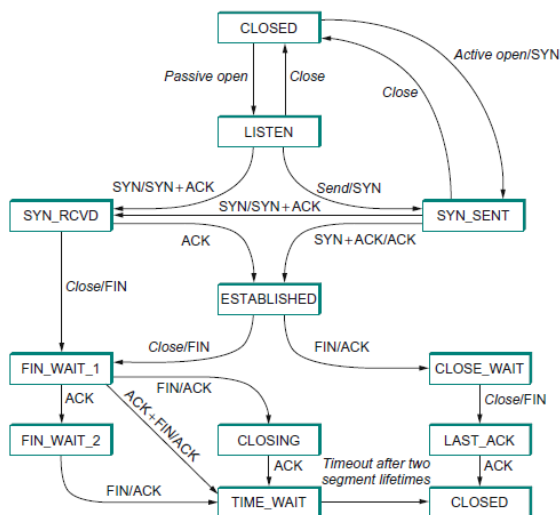 CLOSED
Active open/SYN
Passive open
Close
Close
LISTEN
SYN/SYN+ACK
Send/SYN
SYN/SYN+ACK
SYN_RCVD
SYN_SENT
ACK
SYN+ACK/ACK
Close/FIN
ESTABLISHED
Close/FIN
FIN/ACK
FIN_WAIT_1
CLOSE_WAIT
FIN/ACK
ACK
ACK+FIN/ACK
Close/FIN
FIN_WAIT_2
CLOSING
LAST_ACK
ACK
Timeout after two
segment lifetimes
ACK
FIN/ACK
TIME_WAIT
CLOSED